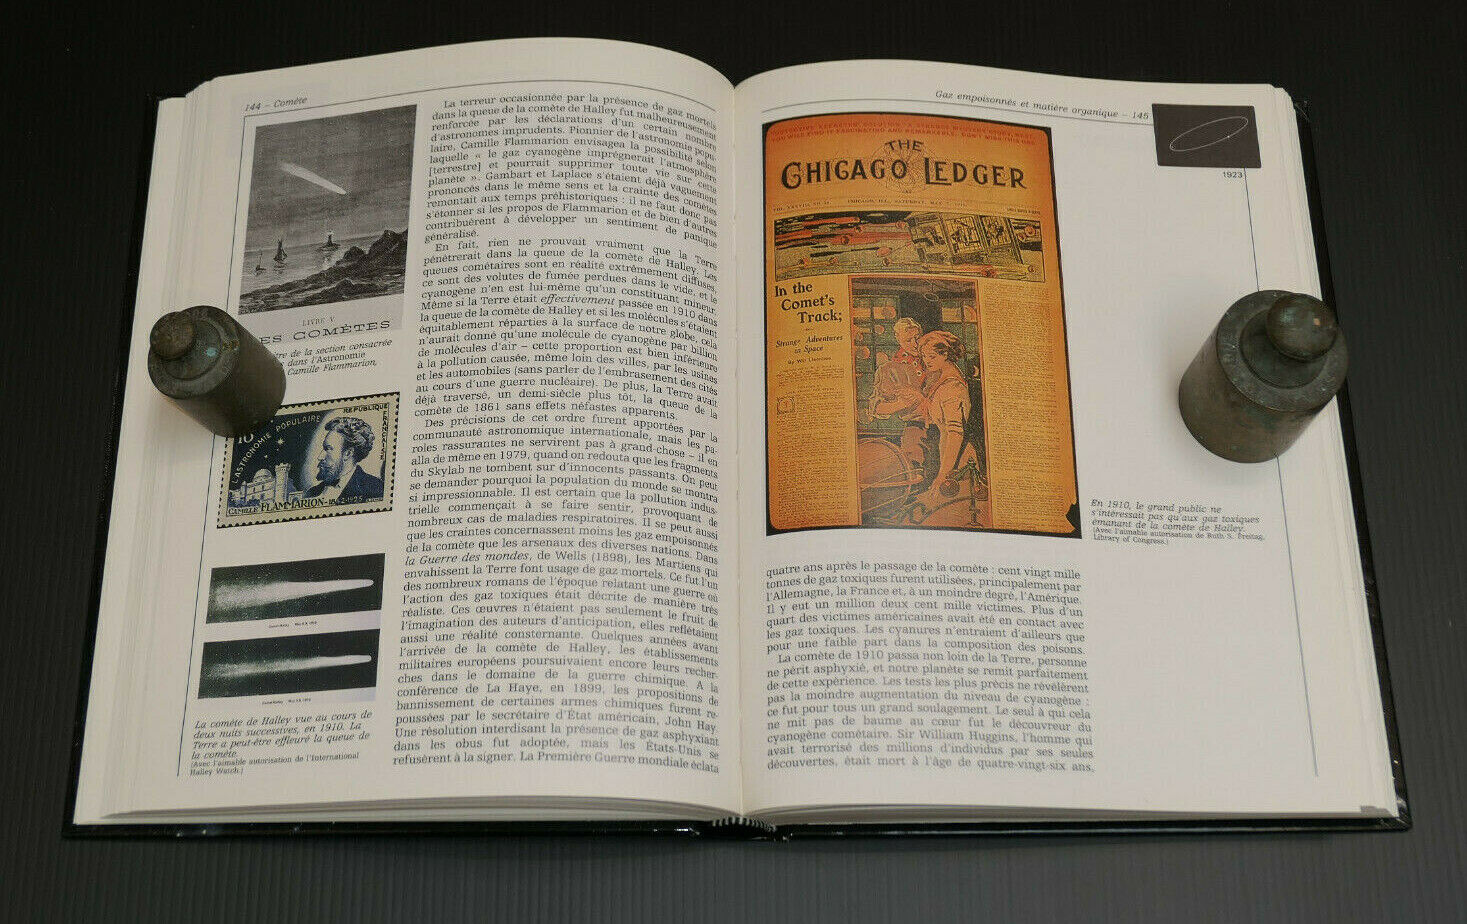 144 – Comète
LIVRE V
ES COMÈTES
tre de la section consacrée
s dans l'Astronomie
Camille Flammarion,
10
L'ASTRONOMIE POPULAIRE
REPUBLIQUE
FRANÇAISE
CAMILLE FLAMMARION
La comète de Halley vue au cours de
deux nuits successives, en 1910. La
Terre a peut-être effleuré la queue de
la comète.
(Avec l'aimable autorisation de l'International
Halley Watch.)
La terreur occasionnée par la présence de gaz mortels
dans la queue de la comète de Halley fut malheureusement
renforcée par les déclarations d'un certain nombre
d'astronomes imprudents. Pionnier de l'astronomie popu-
laire, Camille Flammarion envisagea la possibilité selon
laquelle « le gaz cyanogène imprégnerait l'atmosphère
[terrestre] et pourrait supprimer toute vie sur cette
planète ». Gambart et Laplace s'étaient déjà vaguement
prononcés dans le même sens et la crainte des comètes
remontait aux temps préhistoriques : il ne faut donc pas
s'étonner si les propos de Flammarion et de bien d'autres
contribuèrent à développer un sentiment de panique
généralisé.
En fait, rien ne prouvait vraiment que la Terre
pénétrerait dans la queue de la comète de Halley. Les
queues cométaires sont en réalité extrêmement diffuses,
ce sont des volutes de fumée perdues dans le vide, et le
cyanogène n'en est lui-même qu'un constituant mineur.
Même si la Terre était effectivement passée en 1910 dans
la queue de la comète de Halley et si les molécules s'étaient
équitablement réparties à la surface de notre globe, cela
n'aurait donné qu'une molécule de cyanogène par billion
de molécules d'air – cette proportion est bien inférieure
à la pollution causée, même loin des villes, par les usines
et les automobiles (sans parler de l'embrasement des cités
au cours d'une guerre nucléaire). De plus, la Terre avait
déjà traversé, un demi-siècle plus tôt, la queue de la
comète de 1861 sans effets néfastes apparents.
Des précisions de cet ordre furent apportées par la
communauté astronomique internationale, mais les pa-
roles rassurantes ne servirent pas à grand-chose – il en
alla de même en 1979, quand on redouta que les fragments
du Skylab ne tombent sur d'innocents passants. On peut
se demander pourquoi la population du monde se montra
si impressionnable. Il est certain que la pollution indus-
trielle commençait à se faire sentir, provoquant de
nombreux cas de maladies respiratoires. Il se peut aussi
que les craintes concernassent moins les gaz empoisonnés
de la comète que les arsenaux des diverses nations. Dans
la Guerre des mondes, de Wells (1898), les Martiens qui
envahissent la Terre font usage de gaz mortels. Ce fut l'un
des nombreux romans de l'époque relatant une guerre où
l'action des gaz toxiques était décrite de manière très
réaliste. Ces œuvres n'étaient pas seulement le fruit de
l'imagination des auteurs d'anticipation, elles reflétaient
aussi une réalité consternante. Quelques années avant
l'arrivée de la comète de Halley, les établissements
militaires européens poursuivaient encore leurs recher-
ches dans le domaine de la guerre chimique. A la
conférence de La Haye, en 1899, les propositions de
bannissement de certaines armes chimiques furent re-
poussées par le secrétaire d'État américain, John Hay.
Une résolution interdisant la présence de gaz asphyxiant
dans les obus fut adoptée, mais les États-Unis se
refusèrent à la signer. La Première Guerre mondiale éclata
Gaz empoisonnés et matière organique – 145
1923
THE
CHICAGO LEDGER
In the
Comet's
Track;
Strange Adventures
in Space
En 1910, le grand public ne
s'intéressait pas qu'aux gaz toxiques
émanant de la comète de Halley.
(Avec l'aimable autorisation de Ruth S. Freitag,
Library of Congress.)
quatre ans après le passage de la comète : cent vingt mille
tonnes de gaz toxiques furent utilisées, principalement par
l'Allemagne, la France et, à un moindre degré, l'Amérique.
Il y eut un million deux cent mille victimes. Plus d'un
quart des victimes américaines avait été en contact avec
les gaz toxiques. Les cyanures n'entraient d'ailleurs que
pour une faible part dans la composition des poisons.
La comète de 1910 passa non loin de la Terre, personne
ne périt asphyxié, et notre planète se remit parfaitement
de cette expérience. Les tests les plus précis ne révélèrent
pas la moindre augmentation du niveau de cyanogène :
ce fut pour tous un grand soulagement. Le seul à qui cela
ne mit pas de baume au cœur fut le découvreur du
cyanogène cométaire. Sir William Huggins, l'homme qui
avait terrorisé des millions d'individus par ses seules
découvertes, était mort à l'âge de quatre-vingt-six ans,